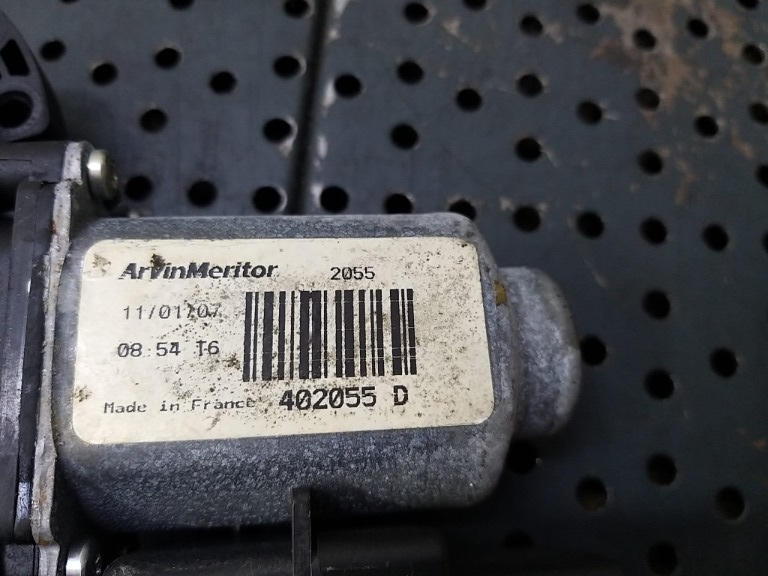 ArvinMeritor 2055
11/01/07
08:54 T6
Made in France 402055 D